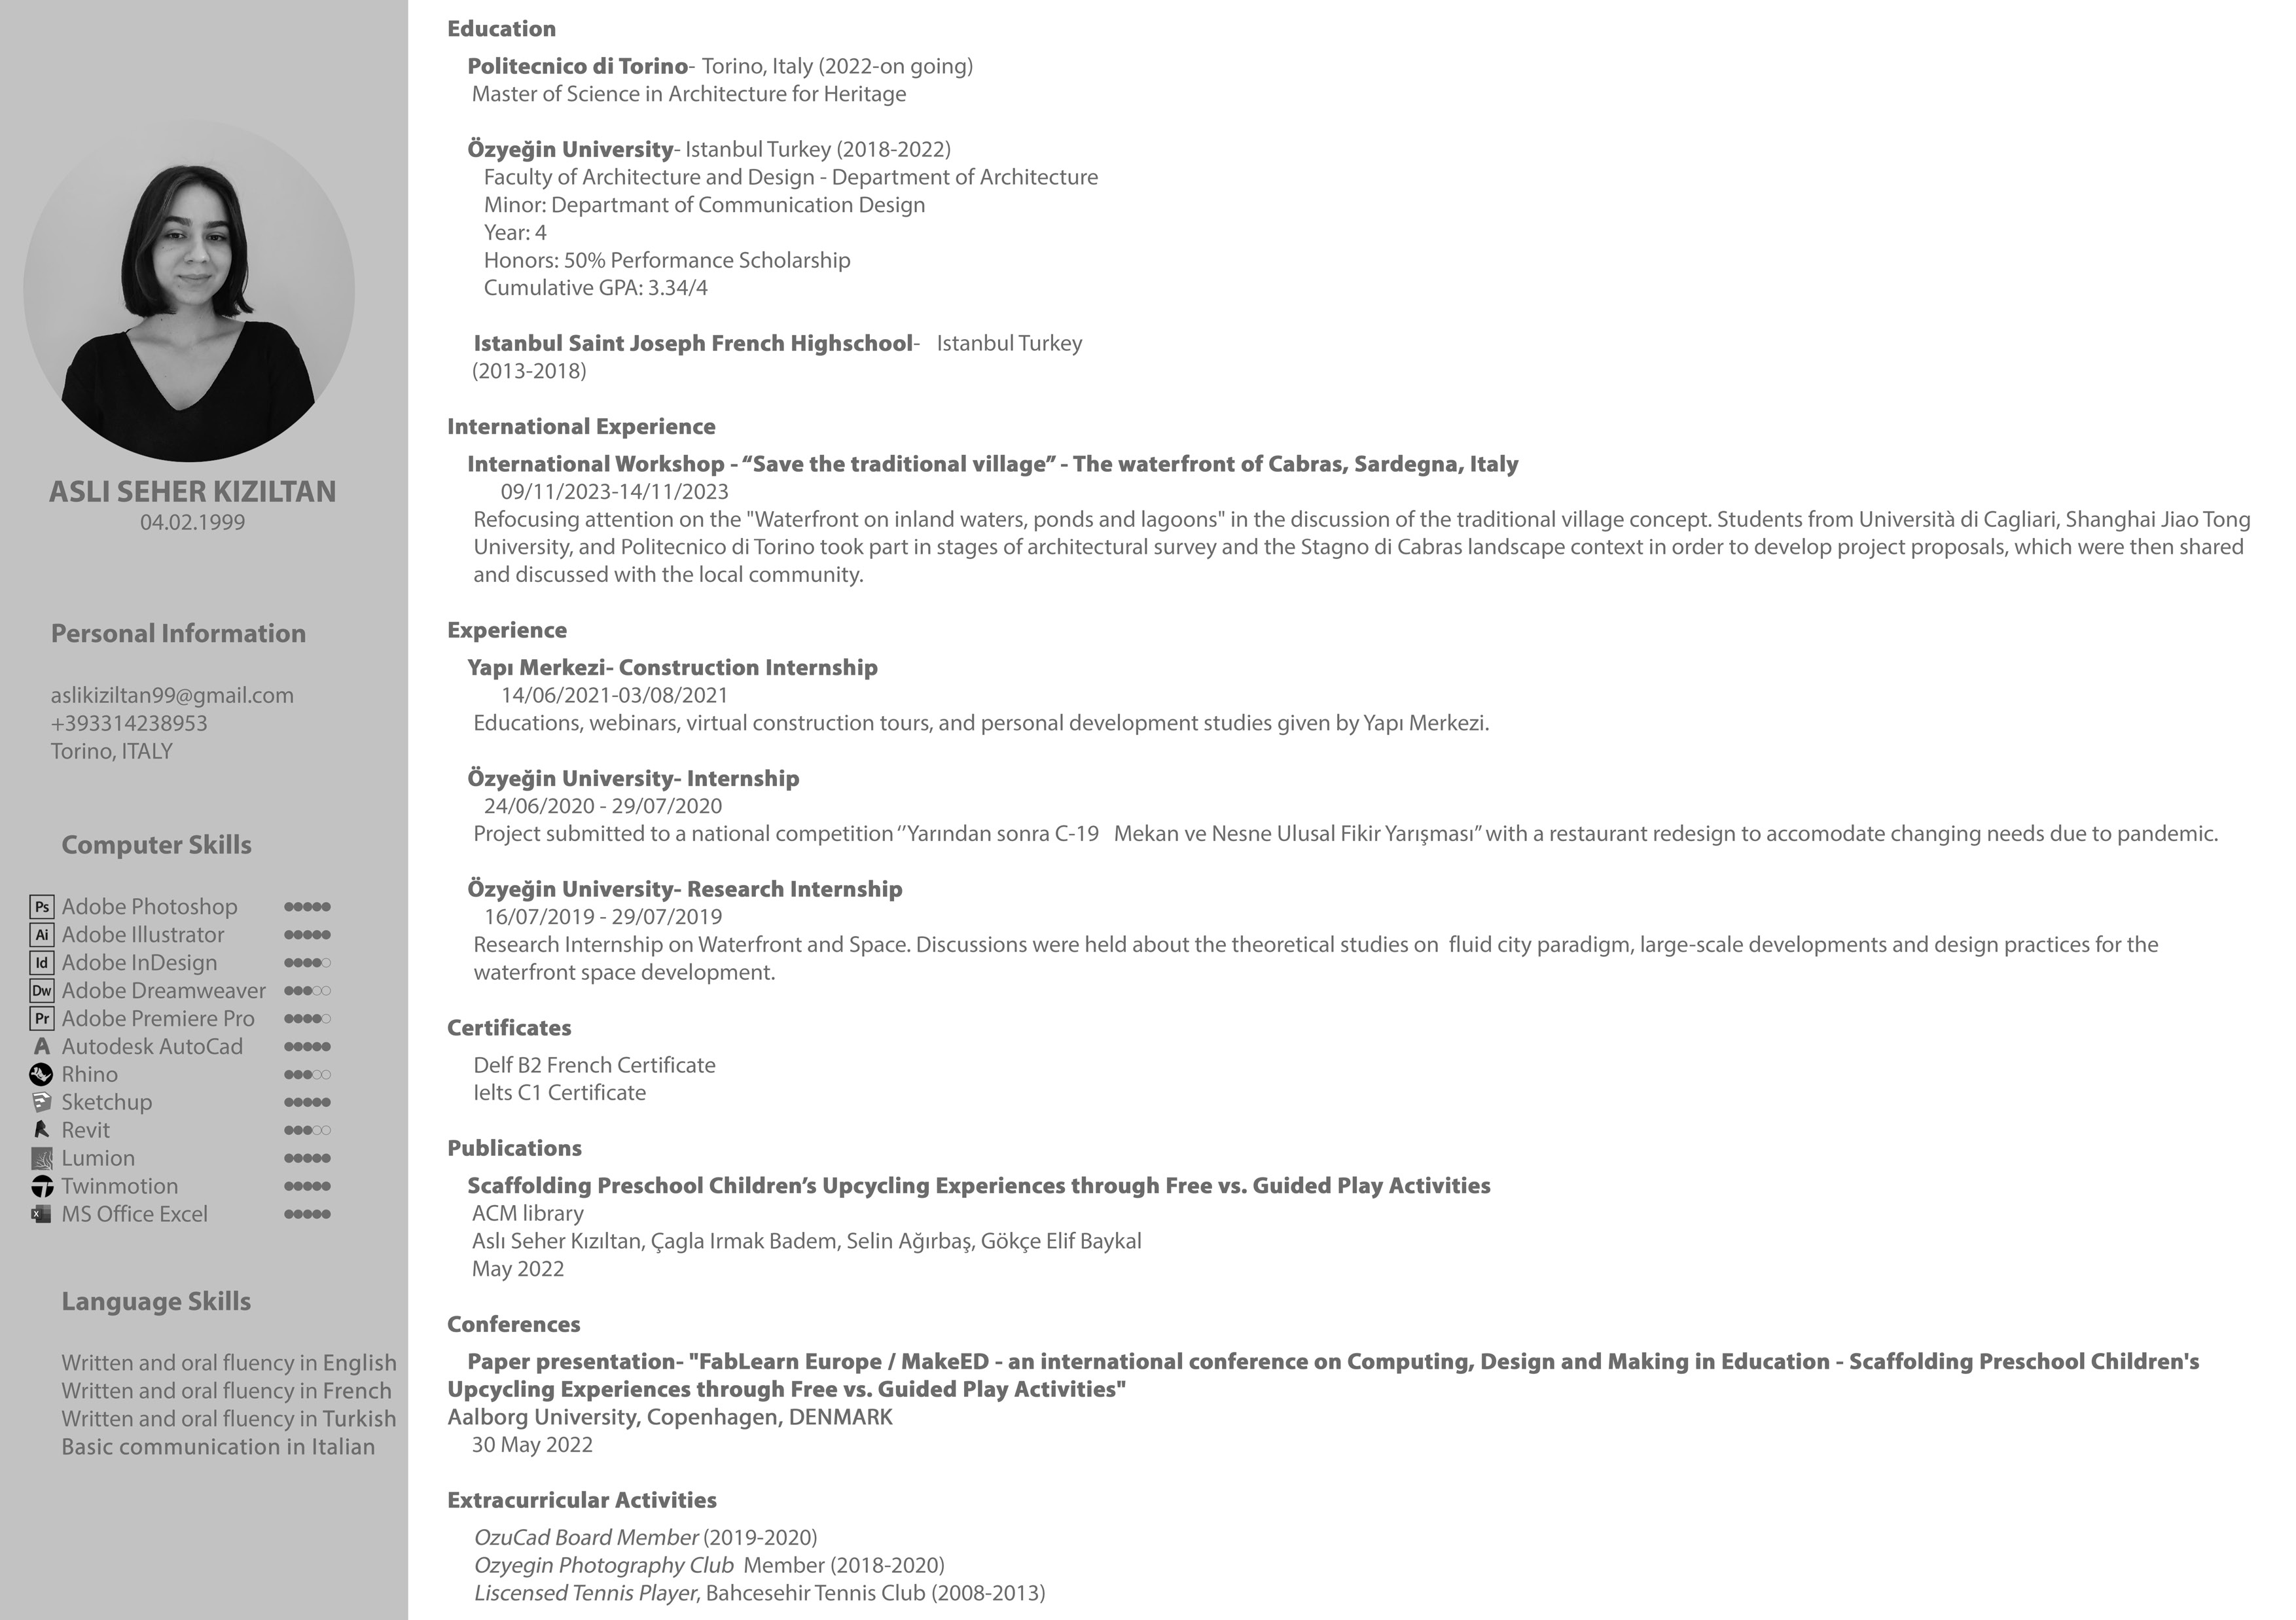 ASLI SEHER KIZILTAN
04.02.1999
Personal Information
aslikiziltan99@gmail.com
+393314238953
Torino, ITALY
Computer Skills
Ps Adobe Photoshop
Ai Adobe Illustrator
Id Adobe InDesign
Dw Adobe Dreamweaver
Pr Adobe Premiere Pro
Autodesk AutoCad
Rhino
Sketchup
Revit
Lumion
Twinmotion
MS Office Excel
Language Skills
Written and oral fluency in English
Written and oral fluency in French
Written and oral fluency in Turkish
Basic communication in Italian
Education
Politecnico di Torino- Torino, Italy (2022-on going)
Master of Science in Architecture for Heritage
Özyeğin University- Istanbul Turkey (2018-2022)
Faculty of Architecture and Design - Department of Architecture
Minor: Departmant of Communication Design
Year: 4
Honors: 50% Performance Scholarship
Cumulative GPA: 3.34/4
Istanbul Saint Joseph French Highschool- Istanbul Turkey
(2013-2018)
International Experience
International Workshop - “Save the traditional village” - The waterfront of Cabras, Sardegna, Italy
09/11/2023-14/11/2023
Refocusing attention on the "Waterfront on inland waters, ponds and lagoons" in the discussion of the traditional village concept. Students from Università di Cagliari, Shanghai Jiao Tong
University, and Politecnico di Torino took part in stages of architectural survey and the Stagno di Cabras landscape context in order to develop project proposals, which were then shared
and discussed with the local community.
Experience
Yapı Merkezi- Construction Internship
14/06/2021-03/08/2021
Educations, webinars, virtual construction tours, and personal development studies given by Yapı Merkezi.
Özyeğin University- Internship
24/06/2020 - 29/07/2020
Project submitted to a national competition ‘’Yarından sonra C-19 Mekan ve Nesne Ulusal Fikir Yarışması” with a restaurant redesign to accomodate changing needs due to pandemic.
Özyeğin University- Research Internship
16/07/2019 - 29/07/2019
Research Internship on Waterfront and Space. Discussions were held about the theoretical studies on fluid city paradigm, large-scale developments and design practices for the
waterfront space development.
Certificates
Delf B2 French Certificate
Ielts C1 Certificate
Publications
Scaffolding Preschool Children’s Upcycling Experiences through Free vs. Guided Play Activities
ACM library
Aslı Seher Kızıltan, Çagla Irmak Badem, Selin Ağırbaş, Gökçe Elif Baykal
May 2022
Conferences
Paper presentation- "FabLearn Europe / MakeED - an international conference on Computing, Design and Making in Education - Scaffolding Preschool Children's
Upcycling Experiences through Free vs. Guided Play Activities"
Aalborg University, Copenhagen, DENMARK
30 May 2022
Extracurricular Activities
OzuCad Board Member (2019-2020)
Ozyegin Photography Club Member (2018-2020)
Liscensed Tennis Player, Bahcesehir Tennis Club (2008-2013)